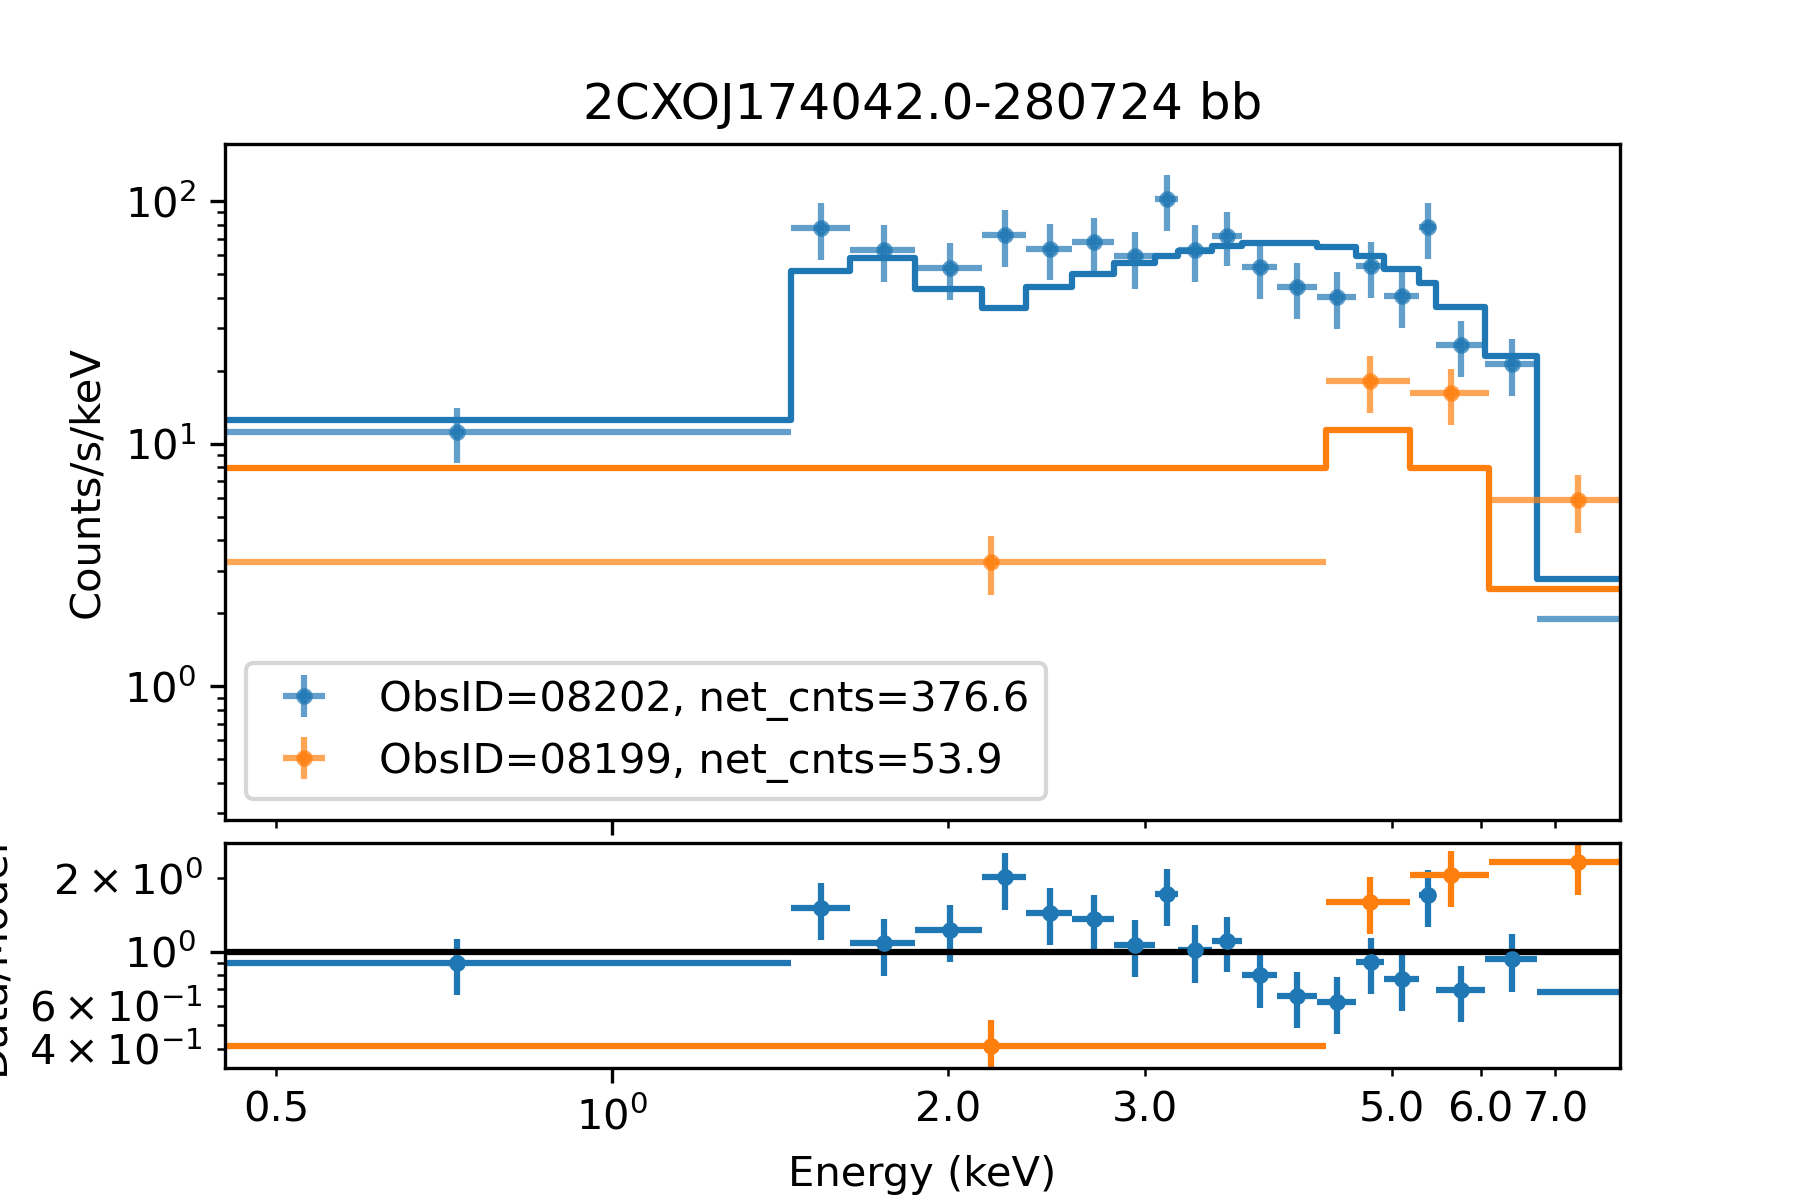 2CXOJ174042.0-280724 bb
Counts/s/keV
10²
10¹
10⁰
ObsID=08202, net_cnts=376.6
ObsID=08199, net_cnts=53.9
2 × 10⁰
10⁰
6 × 10⁻¹
4 × 10⁻¹
0.5 10⁰ 2.0 3.0 5.0 6.0 7.0
Energy (keV)